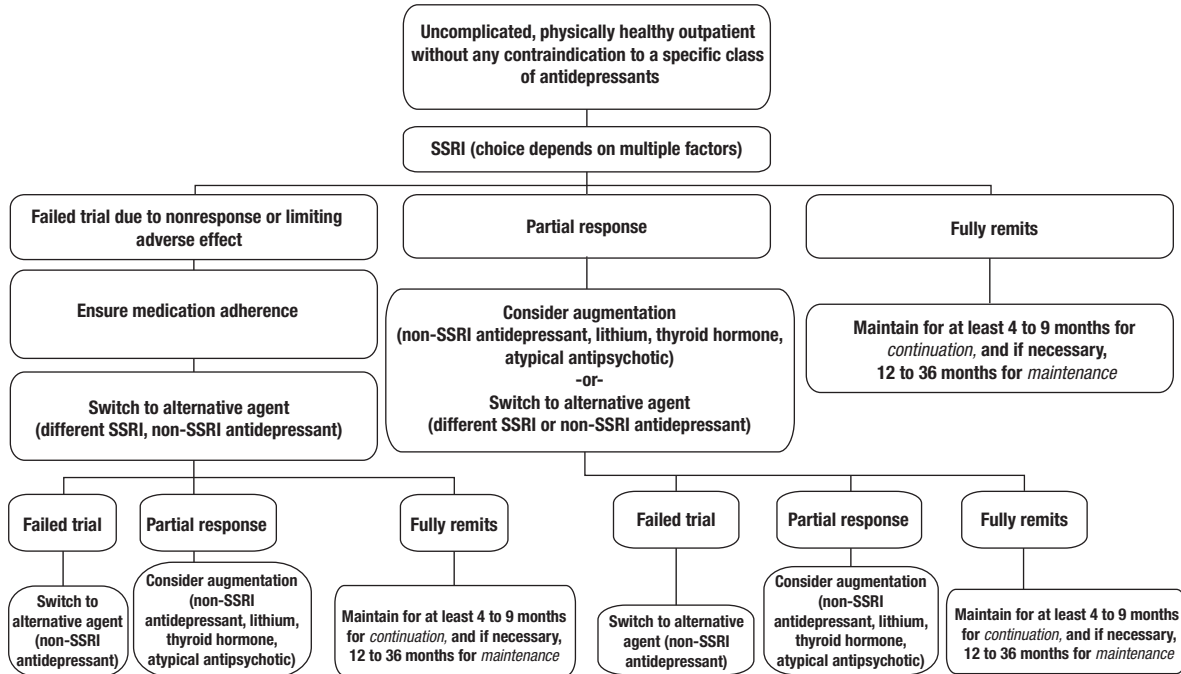 Uncomplicated, physically healthy outpatient
without any contraindication to a specific class
of antidepressants
SSRI (choice depends on multiple factors)
Failed trial due to nonresponse or limiting
adverse effect
Partial response
Fully remits
Ensure medication adherence
Consider augmentation
(non-SSRI antidepressant, lithium, thyroid hormone,
atypical antipsychotic)
-or-
Switch to alternative agent
(different SSRI or non-SSRI antidepressant)
Maintain for at least 4 to 9 months for
continuation, and if necessary,
12 to 36 months for maintenance
Switch to alternative agent
(different SSRI, non-SSRI antidepressant)
Failed trial
Partial response
Fully remits
Failed trial
Partial response
Fully remits
Switch to
alternative agent
(non-SSRI
antidepressant)
Consider augmentation
(non-SSRI
antidepressant, lithium,
thyroid hormone,
atypical antipsychotic)
Maintain for at least 4 to 9 months
for continuation, and if necessary,
12 to 36 months for maintenance
Switch to alternative
agent (non-SSRI
antidepressant)
Consider augmentation
(non-SSRI
antidepressant, lithium,
thyroid hormone,
atypical antipsychotic)
Maintain for at least 4 to 9 months
for continuation, and if necessary,
12 to 36 months for maintenance